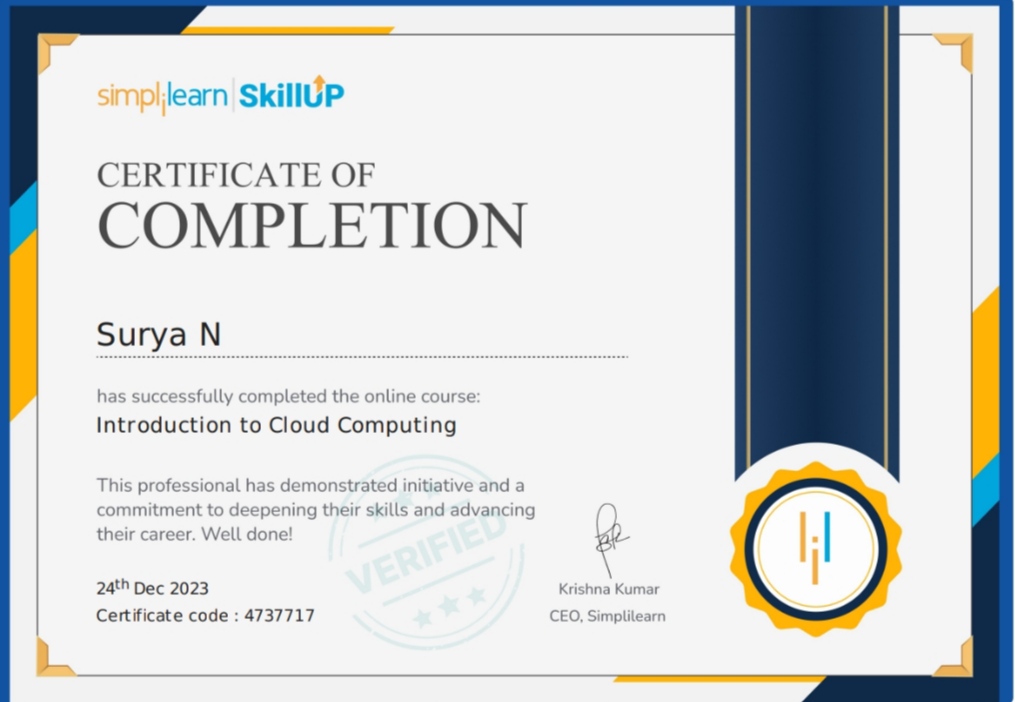 simplilearn | SkillUP
CERTIFICATE OF
COMPLETION
Surya N
has successfully completed the online course:
Introduction to Cloud Computing
This professional has demonstrated initiative and a
commitment to deepening their skills and advancing
their career. Well done!
VERIFIED
24th Dec 2023
Certificate code : 4737717
Krishna Kumar
CEO, Simplilearn